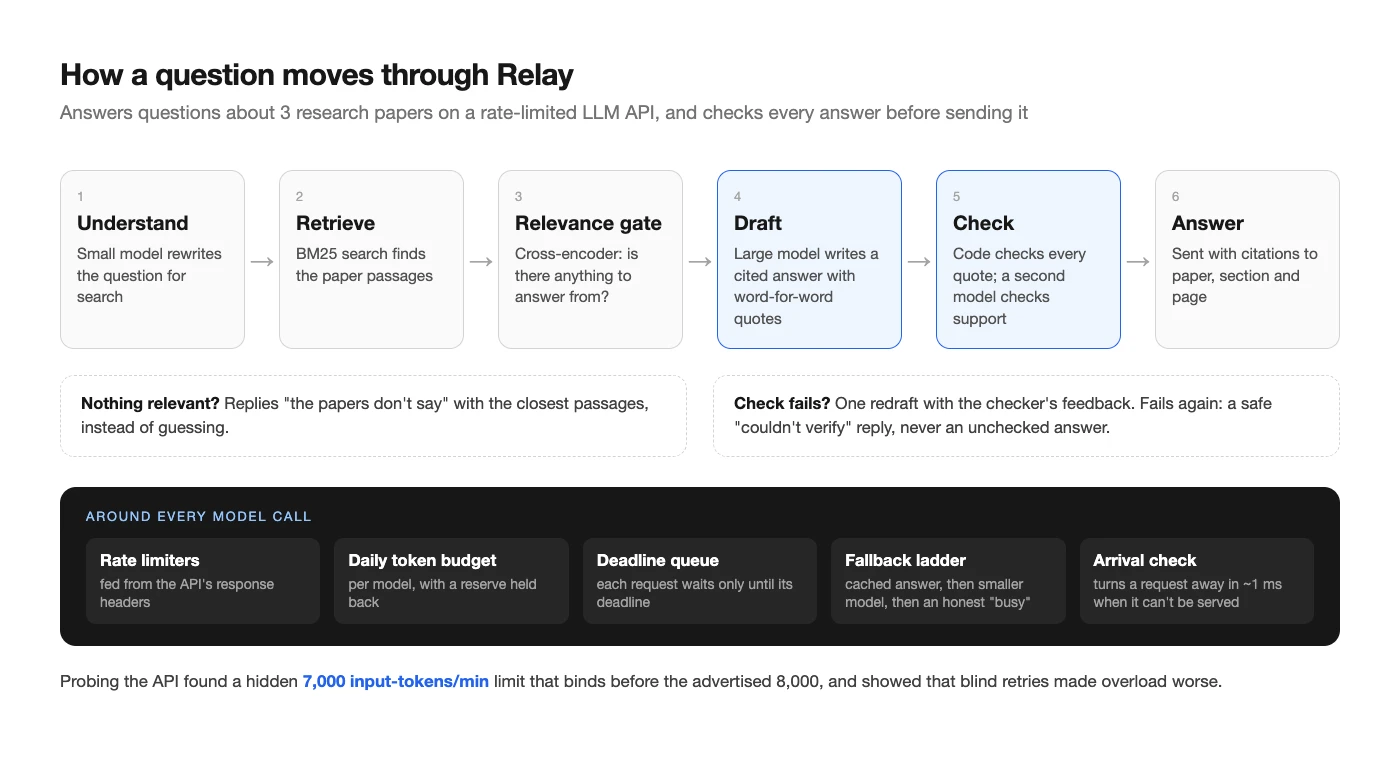 How a question moves through Relay
Answers questions about 3 research papers on a rate-limited LLM API, and checks every answer before sending it
1
Understand
Small model rewrites
the question for
search
→
2
Retrieve
BM25 search finds
the paper passages
→
3
Relevance gate
Cross-encoder: is
there anything to
answer from?
→
4
Draft
Large model writes a
cited answer with
word-for-word
quotes
→
5
Check
Code checks every
quote; a second
model checks
support
→
6
Answer
Sent with citations to
paper, section and
page
Nothing relevant? Replies "the papers don't say" with the closest passages,
instead of guessing.
Check fails? One redraft with the checker's feedback. Fails again: a safe
"couldn't verify" reply, never an unchecked answer.
AROUND EVERY MODEL CALL
Rate limiters
fed from the API's response
headers
Daily token budget
per model, with a reserve held
back
Deadline queue
each request waits only until its
deadline
Fallback ladder
cached answer, then smaller
model, then an honest "busy"
Arrival check
turns a request away in ~1 ms
when it can't be served
Probing the API found a hidden 7,000 input-tokens/min limit that binds before the advertised 8,000, and showed that blind retries made overload worse.